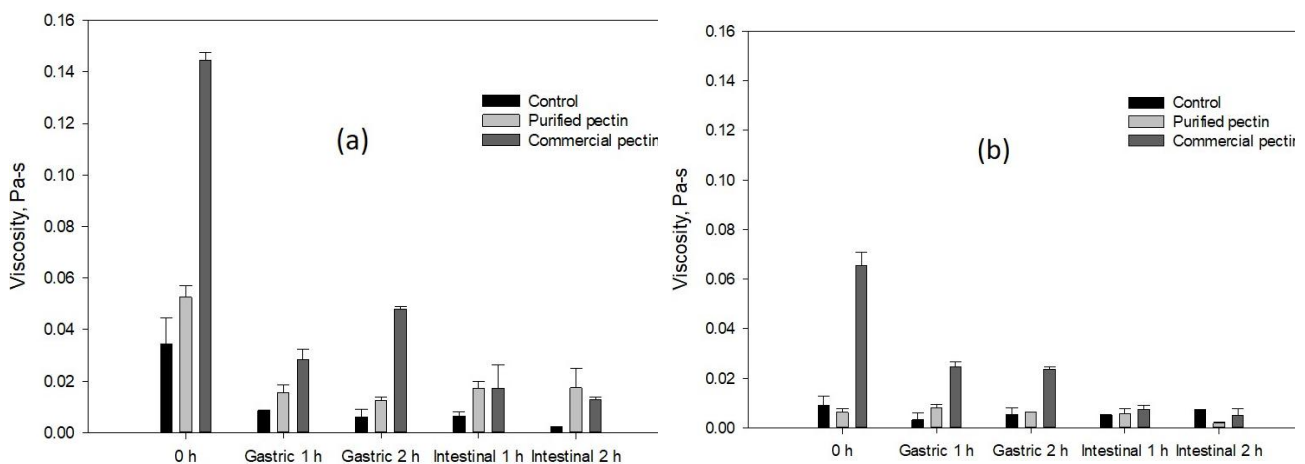 0.16
0.14
0.12
0.10
0.08
0.06
0.04
0.02
0.00
Viscosity, Pa-s
Control
Purified pectin
Commercial pectin
(a)
0 h Gastric 1 h Gastric 2 h Intestinal 1 h Intestinal 2 h
0.16
0.14
0.12
0.10
0.08
0.06
0.04
0.02
0.00
Viscosity, Pa-s
Control
Purified pectin
Commercial pectin
(b)
0 h Gastric 1 h Gastric 2 h Intestinal 1 h Intestinal 2 h